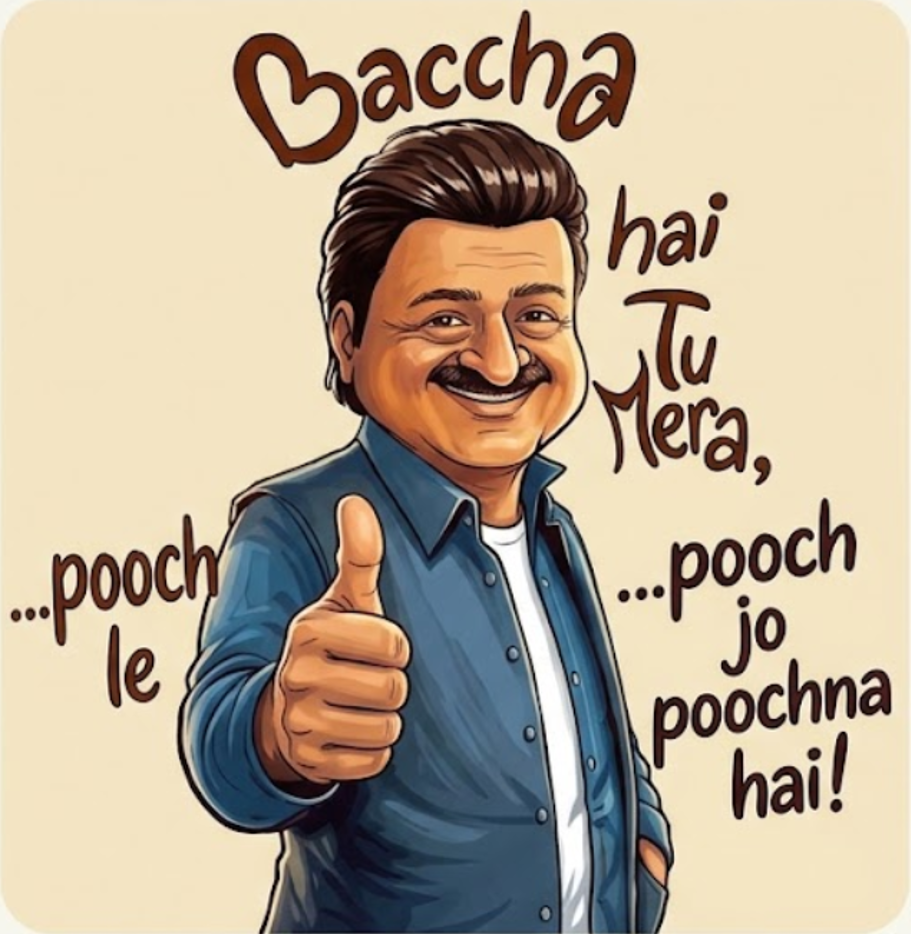 Baccha
hai
Tu
Mera,
...pooch
le
...pooch
jo
poochna
hai!